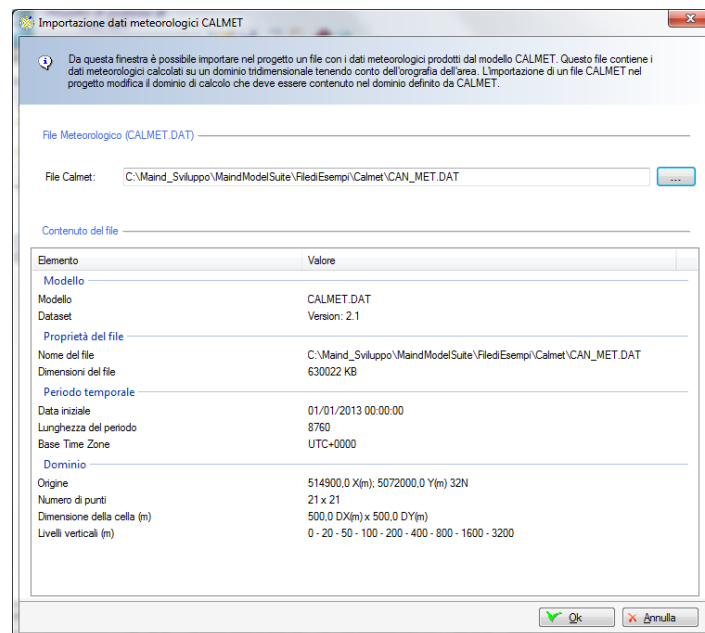 Importazione dati meteorologici CALMET
Da questa finestra è possibile importare nel progetto un file con i dati meteorologici prodotti dal modello CALMET. Questo file contiene i
dati meteorologici calcolati su un dominio tridimensionale tenendo conto dell'orografia dell'area. L'importazione di un file CALMET nel
progetto modifica il dominio di calcolo che deve essere contenuto nel dominio definito da CALMET.
File Meteorologico (CALMET.DAT)
File Calmet: C:\Maind_Sviluppo\MaindModelSuite\FilediEsempi\Calmet\CAN_MET.DAT ...
Contenuto del file
Elemento Valore
Modello
Modello CALMET.DAT
Dataset Version: 2.1
Proprietà del file
Nome del file C:\Maind_Sviluppo\MaindModelSuite\FilediEsempi\Calmet\CAN_MET.DAT
Dimensioni del file 630022 KB
Periodo temporale
Data iniziale 01/01/2013 00:00:00
Lunghezza del periodo 8760
Base Time Zone UTC+0000
Dominio
Origine 514900,0 X(m); 5072000,0 Y(m) 32N
Numero di punti 21 x 21
Dimensione della cella (m) 500,0 DX(m) x 500,0 DY(m)
Livelli verticali (m) 0 - 20 - 50 - 100 - 200 - 400 - 800 - 1600 - 3200
Ok Annulla